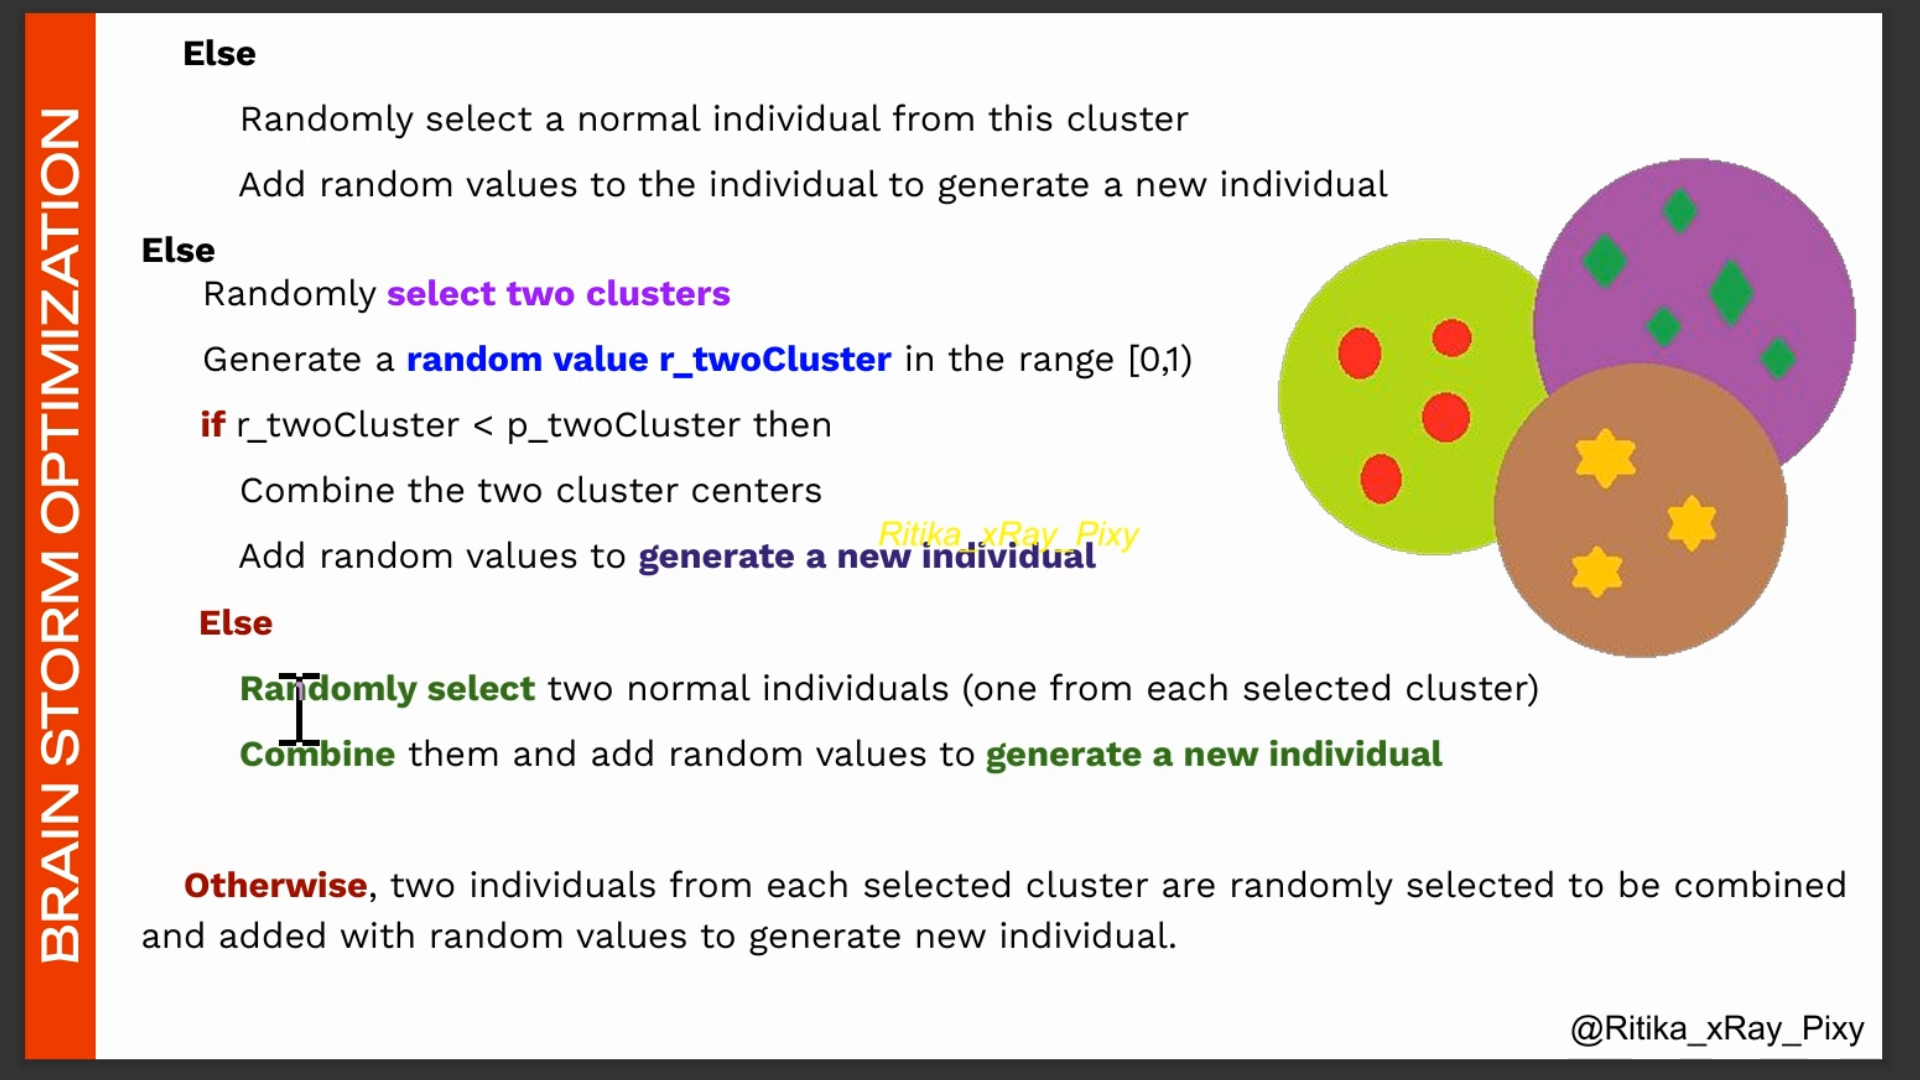 BRAIN STORM OPTIMIZATION
Else
Randomly select a normal individual from this cluster
Add random values to the individual to generate a new individual
Else
Randomly select two clusters
Generate a random value r_twoCluster in the range [0,1)
if r_twoCluster < p_twoCluster then
Combine the two cluster centers
Ritika_xRay_Pixy
Add random values to generate a new individual
Else
Randomly select two normal individuals (one from each selected cluster)
Combine them and add random values to generate a new individual
Otherwise, two individuals from each selected cluster are randomly selected to be combined
and added with random values to generate new individual.
@Ritika_xRay_Pixy